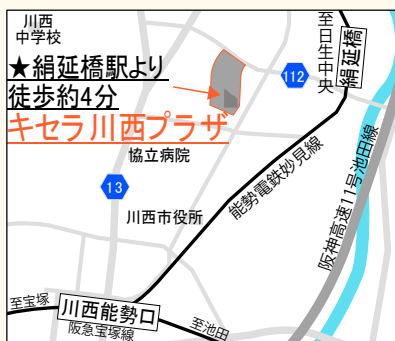 川西
中学校
★絹延橋駅より
徒歩約4分
キセラ川西プラザ
至日生中央
絹延橋
112
協立病院
13
川西市役所
能勢電鉄妙見線
阪神高速11号池田線
至宝塚
川西能勢口
阪急宝塚線
至池田